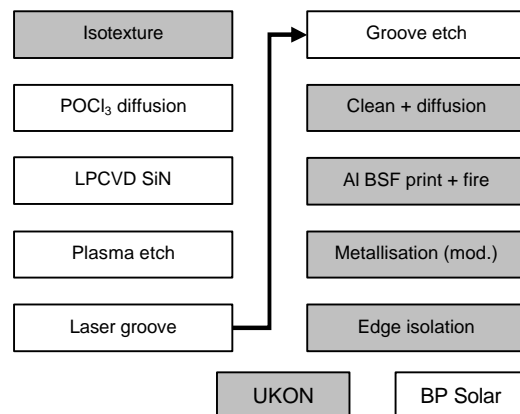 Isotexture
POCl₃ diffusion
LPCVD SiN
Plasma etch
Laser groove
Groove etch
Clean + diffusion
Al BSF print + fire
Metallisation (mod.)
Edge isolation
UKON
BP Solar